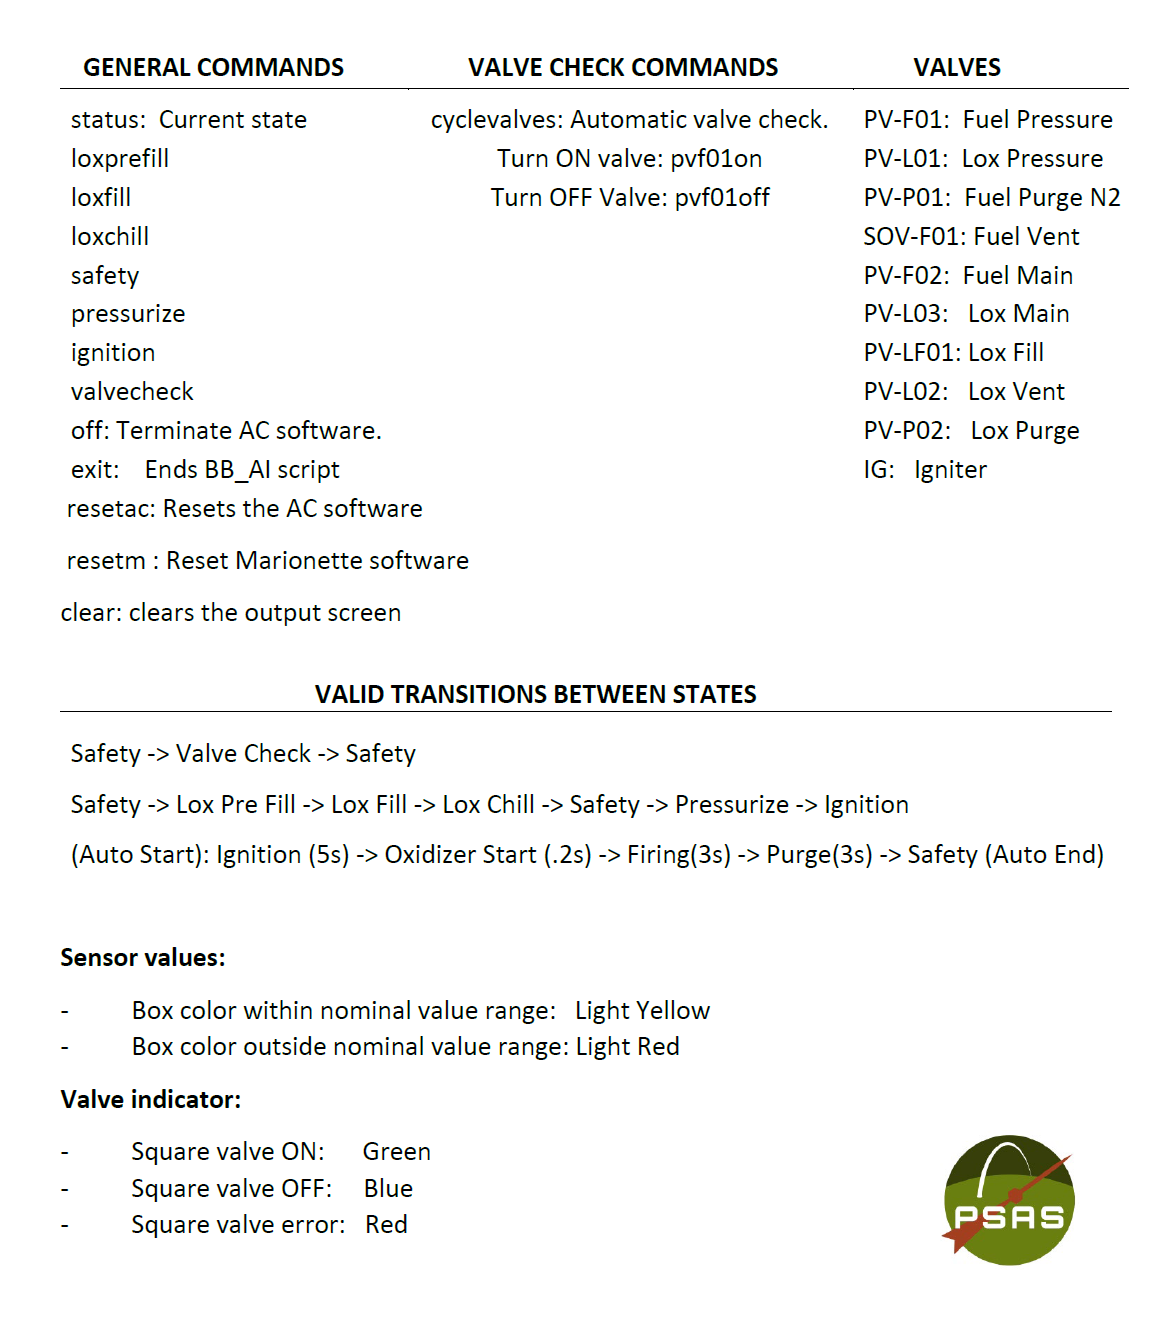 GENERAL COMMANDS VALVE CHECK COMMANDS VALVES
status: Current state cyclevalves: Automatic valve check. PV-F01: Fuel Pressure
loxprefill Turn ON valve: pvf01on PV-L01: Lox Pressure
loxfill Turn OFF Valve: pvf01off PV-P01: Fuel Purge N2
loxchill SOV-F01: Fuel Vent
safety PV-F02: Fuel Main
pressurize PV-L03: Lox Main
ignition PV-LF01: Lox Fill
valvecheck PV-L02: Lox Vent
off: Terminate AC software. PV-P02: Lox Purge
exit: Ends BB_AI script IG: Igniter
resetac: Resets the AC software
resetm : Reset Marionette software
clear: clears the output screen
VALID TRANSITIONS BETWEEN STATES
Safety -> Valve Check -> Safety
Safety -> Lox Pre Fill -> Lox Fill -> Lox Chill -> Safety -> Pressurize -> Ignition
(Auto Start): Ignition (5s) -> Oxidizer Start (.2s) -> Firing(3s) -> Purge(3s) -> Safety (Auto End)
Sensor values:
- Box color within nominal value range: Light Yellow
- Box color outside nominal value range: Light Red
Valve indicator:
- Square valve ON: Green
- Square valve OFF: Blue
- Square valve error: Red
PSAS